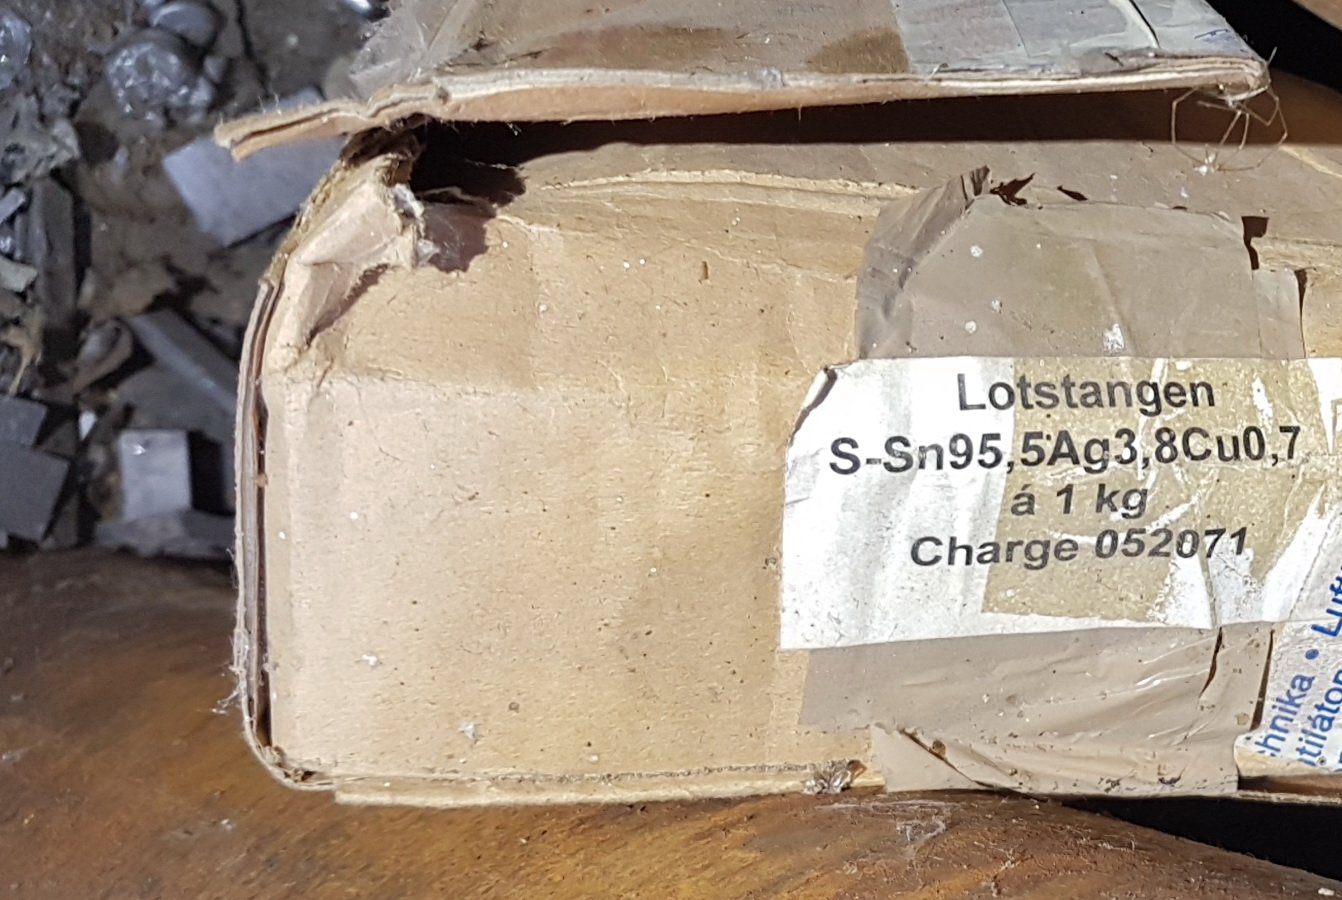 Lotstangen
S-Sn95,5Ag3,8Cu0,7
á 1 kg
Charge 052071